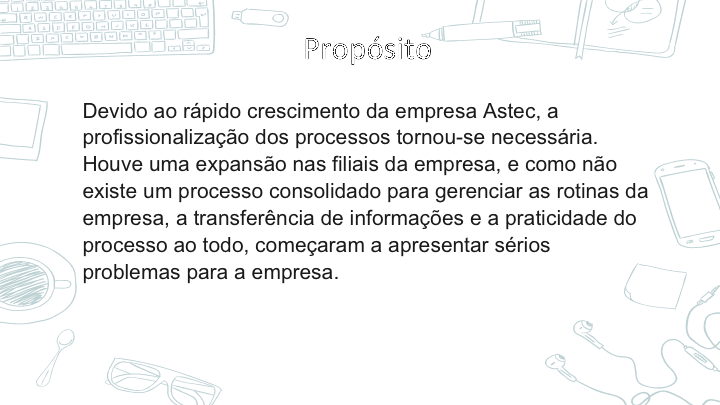 Propósito
Devido ao rápido crescimento da empresa Astec, a
profissionalização dos processos tornou-se necessária.
Houve uma expansão nas filiais da empresa, e como não
existe um processo consolidado para gerenciar as rotinas da
empresa, a transferência de informações e a praticidade do
processo ao todo, começaram a apresentar sérios
problemas para a empresa.